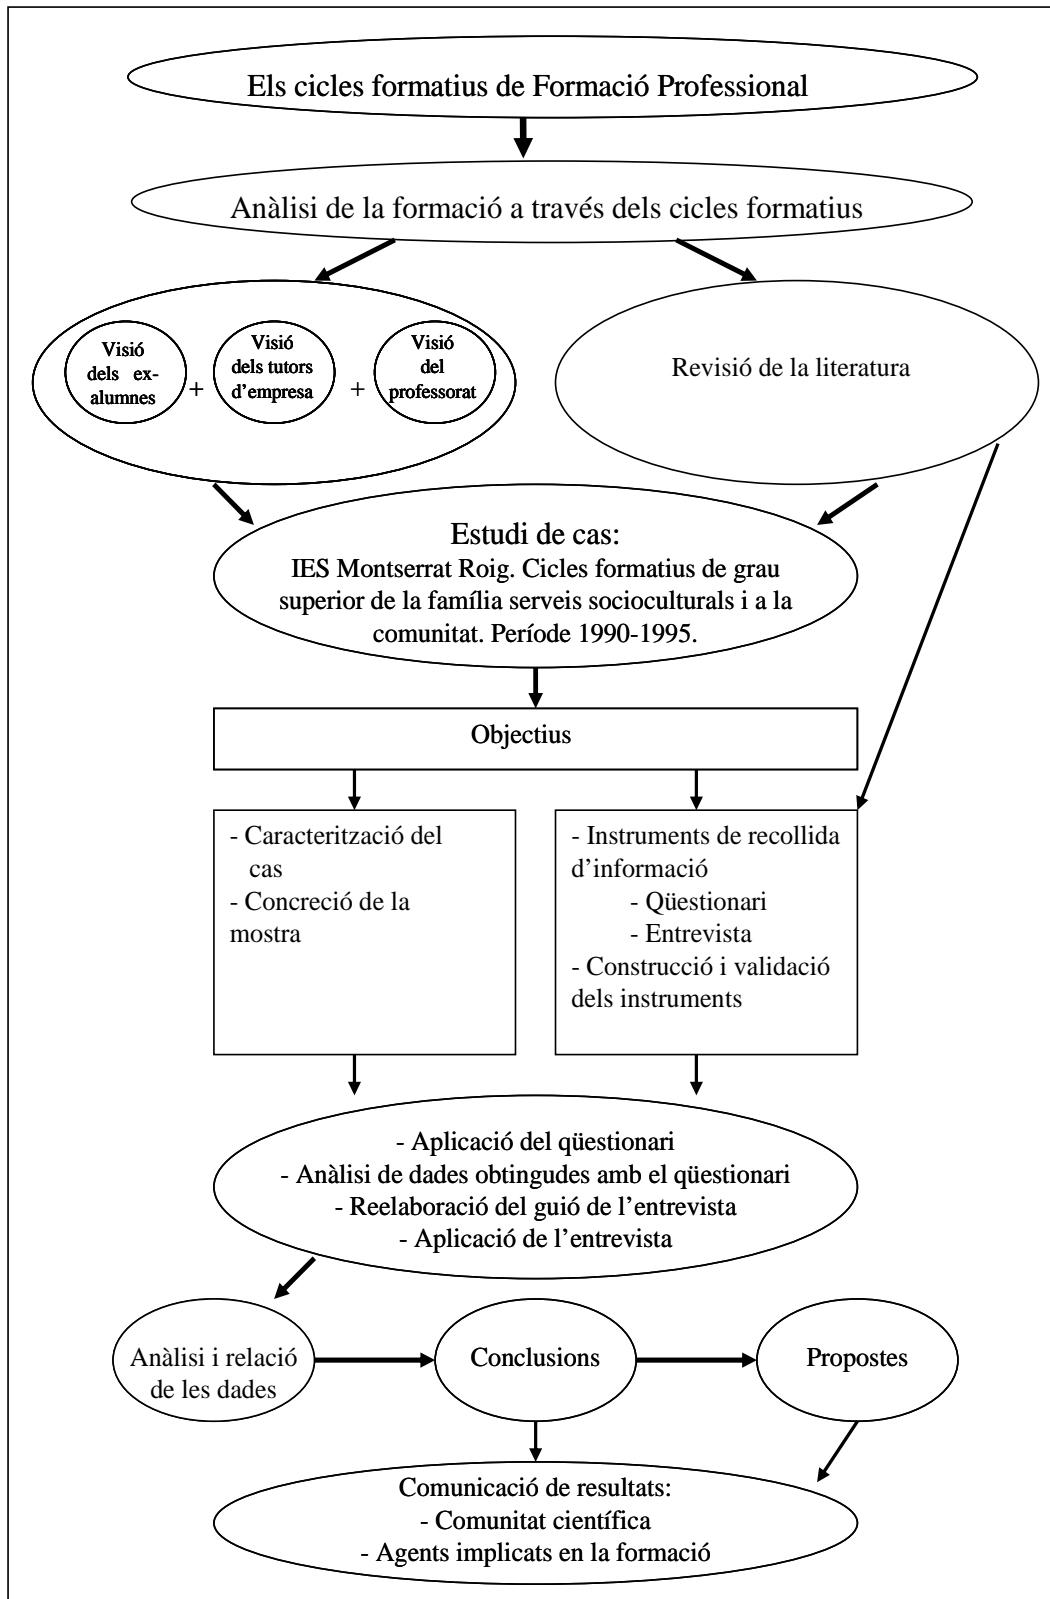 Els cicles formatius de Formació Professional
Anàlisi de la formació a través dels cicles formatius
Visió
dels ex-
alumnes
+
Visió
dels tutors
d’empresa
+
Visió
del
professorat
Revisió de la literatura
Estudi de cas:
IES Montserrat Roig. Cicles formatius de grau
superior de la família serveis socioculturals i a la
comunitat. Període 1990-1995.
Objectius
- Caracterització del
cas
- Concreció de la
mostra
- Instruments de recollida
d’informació
- Qüestionari
- Entrevista
- Construcció i validació
dels instruments
- Aplicació del qüestionari
- Anàlisi de dades obtingudes amb el qüestionari
- Reelaboració del guió de l’entrevista
- Aplicació de l’entrevista
Anàlisi i relació
de les dades
Conclusions
Propostes
Comunicació de resultats:
- Comunitat científica
- Agents implicats en la formació